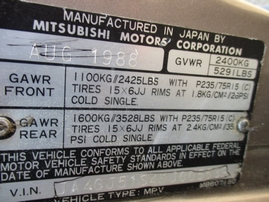 MANUFACTURED IN JAPAN BY
MITSUBISHI MOTORS CORPORATION
AUG 1988
GVWR 2400KG
5291LBS
GAWR FRONT 1100KG/2425LBS WITH P235/75R15 (C)
TIRES 15×6JJ RIMS AT 1.8KG/CM²/26PSI
COLD SINGLE.
GAWR REAR 1600KG/3528LBS WITH P235/75R15 (C)
TIRES 15×6JJ RIMS AT 2.4KG/CM²/35
PSI COLD SINGLE
THIS VEHICLE CONFORMS TO ALL APPLICABLE FEDERAL
MOTOR VEHICLE SAFETY STANDARDS IN EFFECT ON THE
DATE OF MANUFACTURE SHOWN ABOVE.
V.I.N.
VEHICLE TYPE: MPV